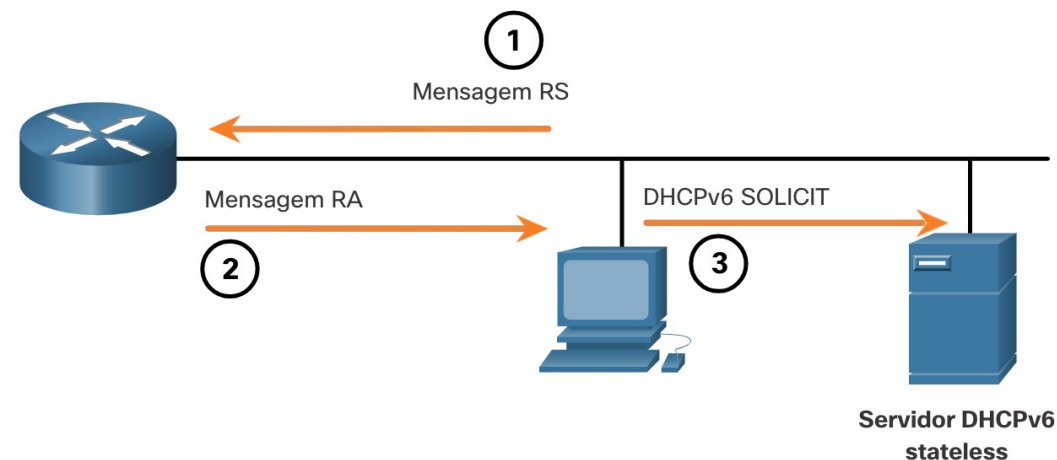 1
Mensagem RS
Mensagem RA
2
DHCPv6 SOLICIT
3
Servidor DHCPv6
stateless